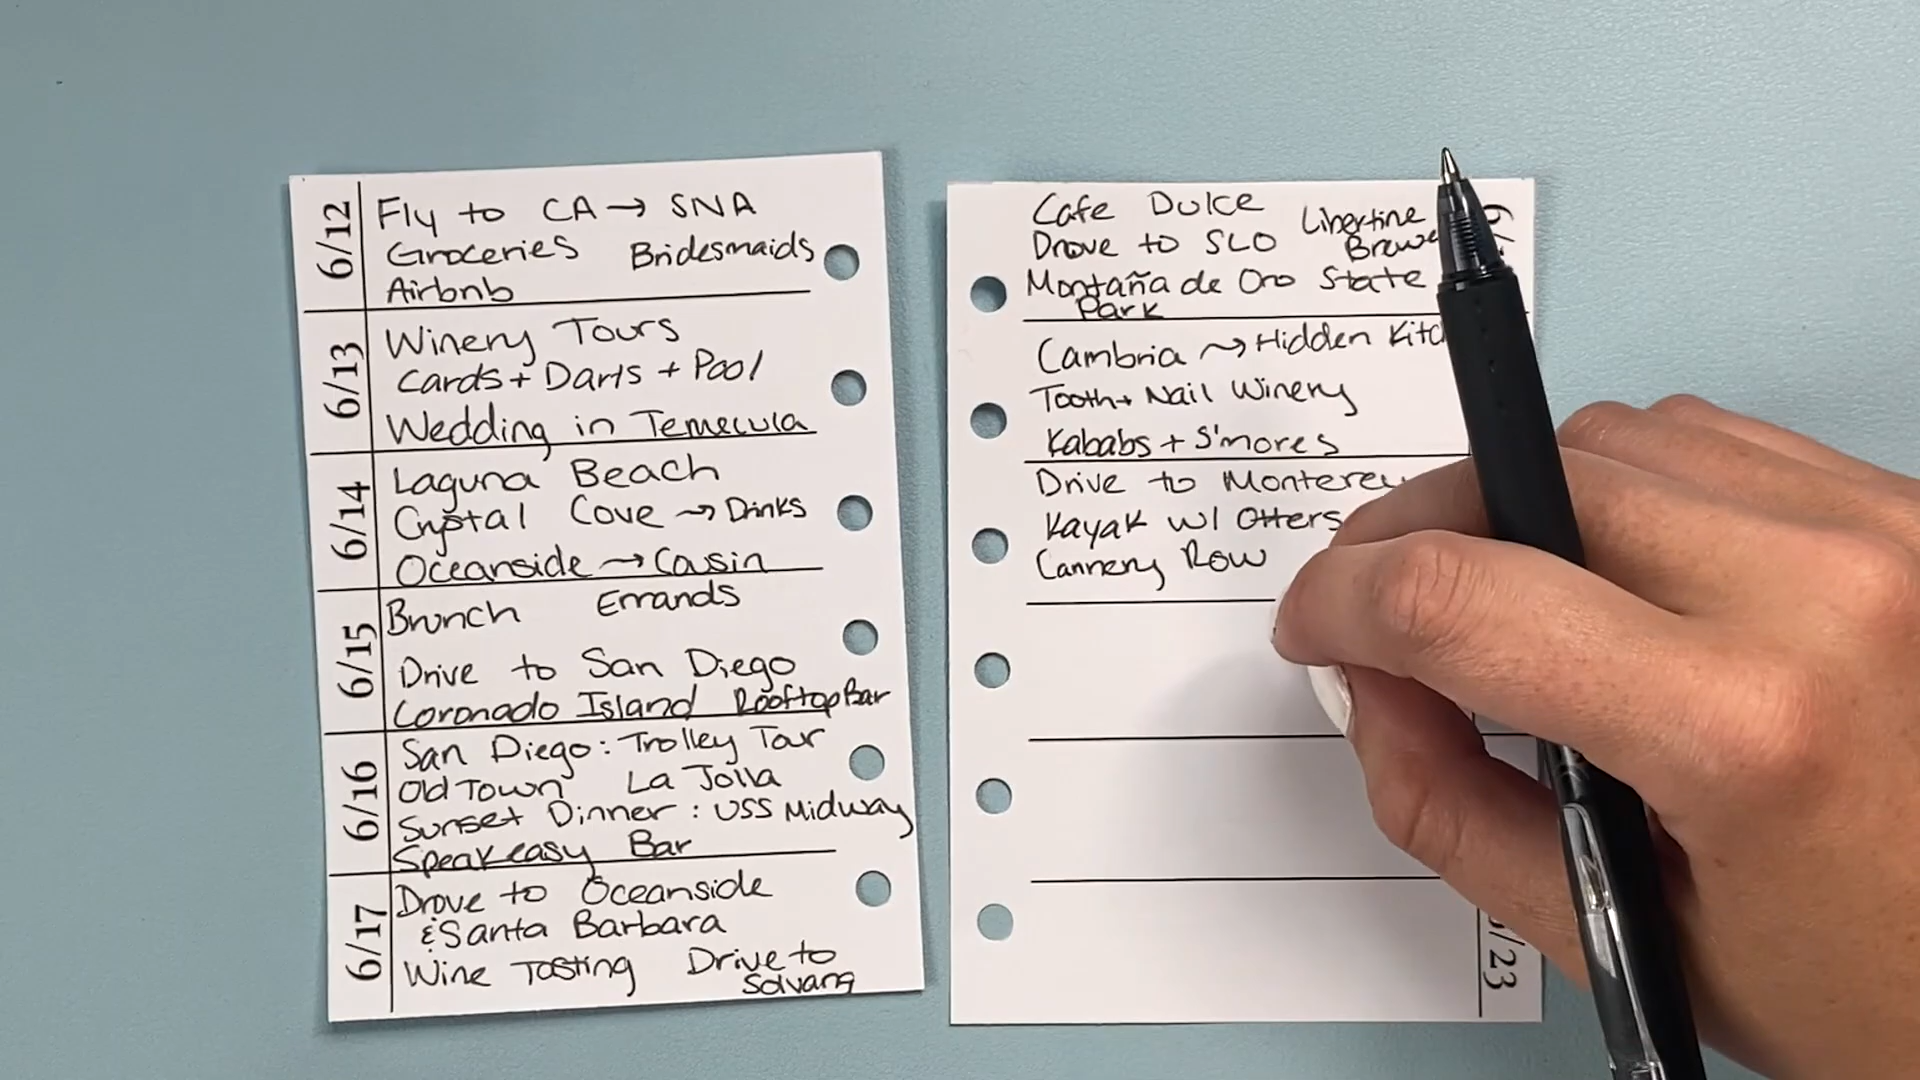 6/12
Fly to CA → SNA
Groceries Bridesmaids
Airbnb
6/13
Winery Tours
Cards + Darts + Pool
Wedding in Temecula
6/14
Laguna Beach
Crystal Cove → Drinks
Oceanside → Cousin
6/15
Brunch Errands
Drive to San Diego
Coronado Island Rooftop Bar
6/16
San Diego: Trolley Tour
Old Town La Jolla
Sunset Dinner: USS Midway
Speakeasy Bar
6/17
Drove to Oceanside
& Santa Barbara
Wine Tasting Drive to
Solvang
Cafe Dulce
Libertine
Drove to SLO
Montaña de Oro State
Park
Cambria → Hidden
Tooth + Nail Winery
Kababs + S'mores
Drive to Monterey
Kayak w/ Otters
Cannery Row
/23